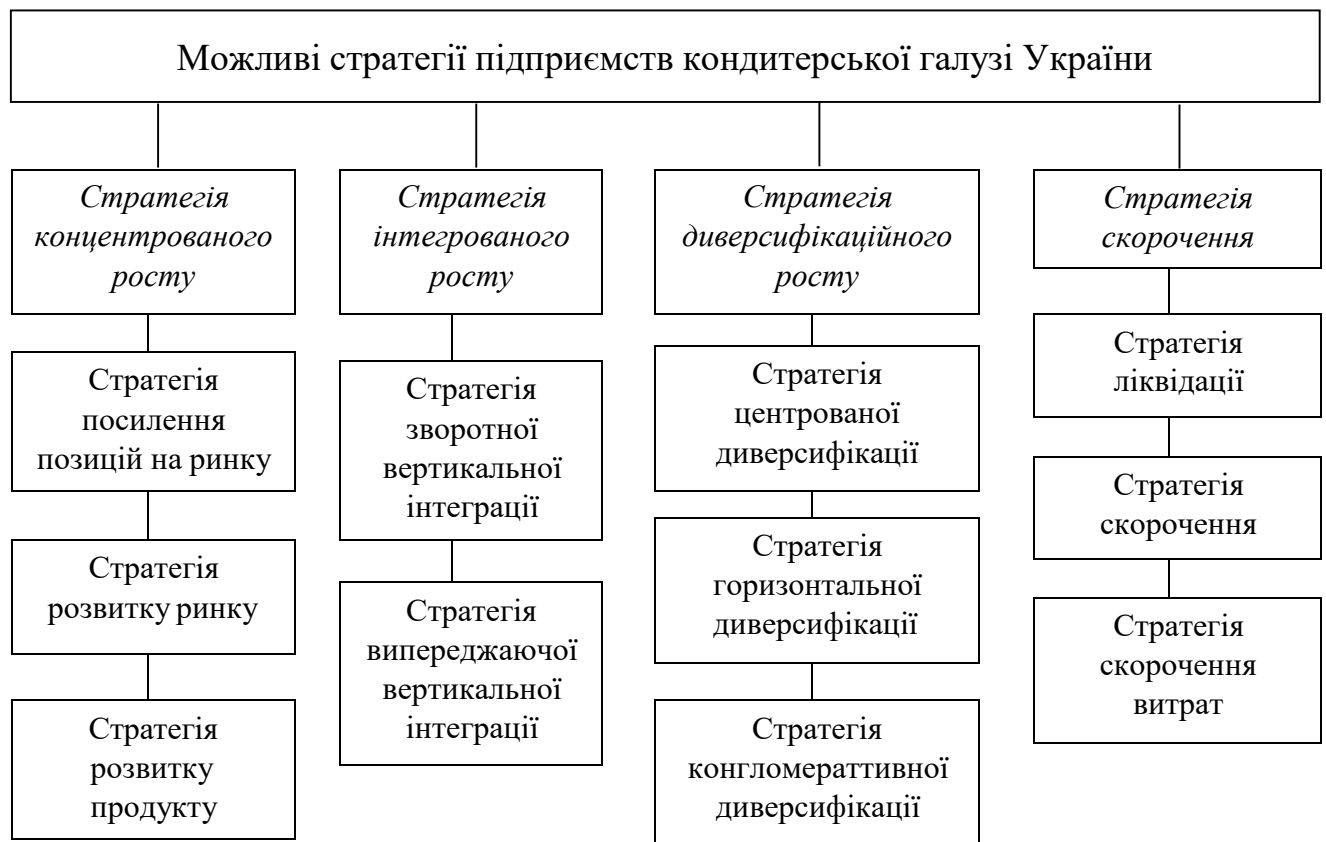 Можливі стратегії підприємств кондитерської галузі України
Стратегія
концентрованого
росту
Стратегія
посилення
позицій на ринку
Стратегія
розвитку ринку
Стратегія
розвитку
продукту
Стратегія
інтегрованого
росту
Стратегія
зворотної
вертикальної
інтеграції
Стратегія
випереджаючої
вертикальної
інтеграції
Стратегія
диверсифікаційного
росту
Стратегія
центрованої
диверсифікації
Стратегія
горизонтальної
диверсифікації
Стратегія
конгломераттивної
диверсифікації
Стратегія
скорочення
Стратегія
ліквідації
Стратегія
скорочення
Стратегія
скорочення
витрат